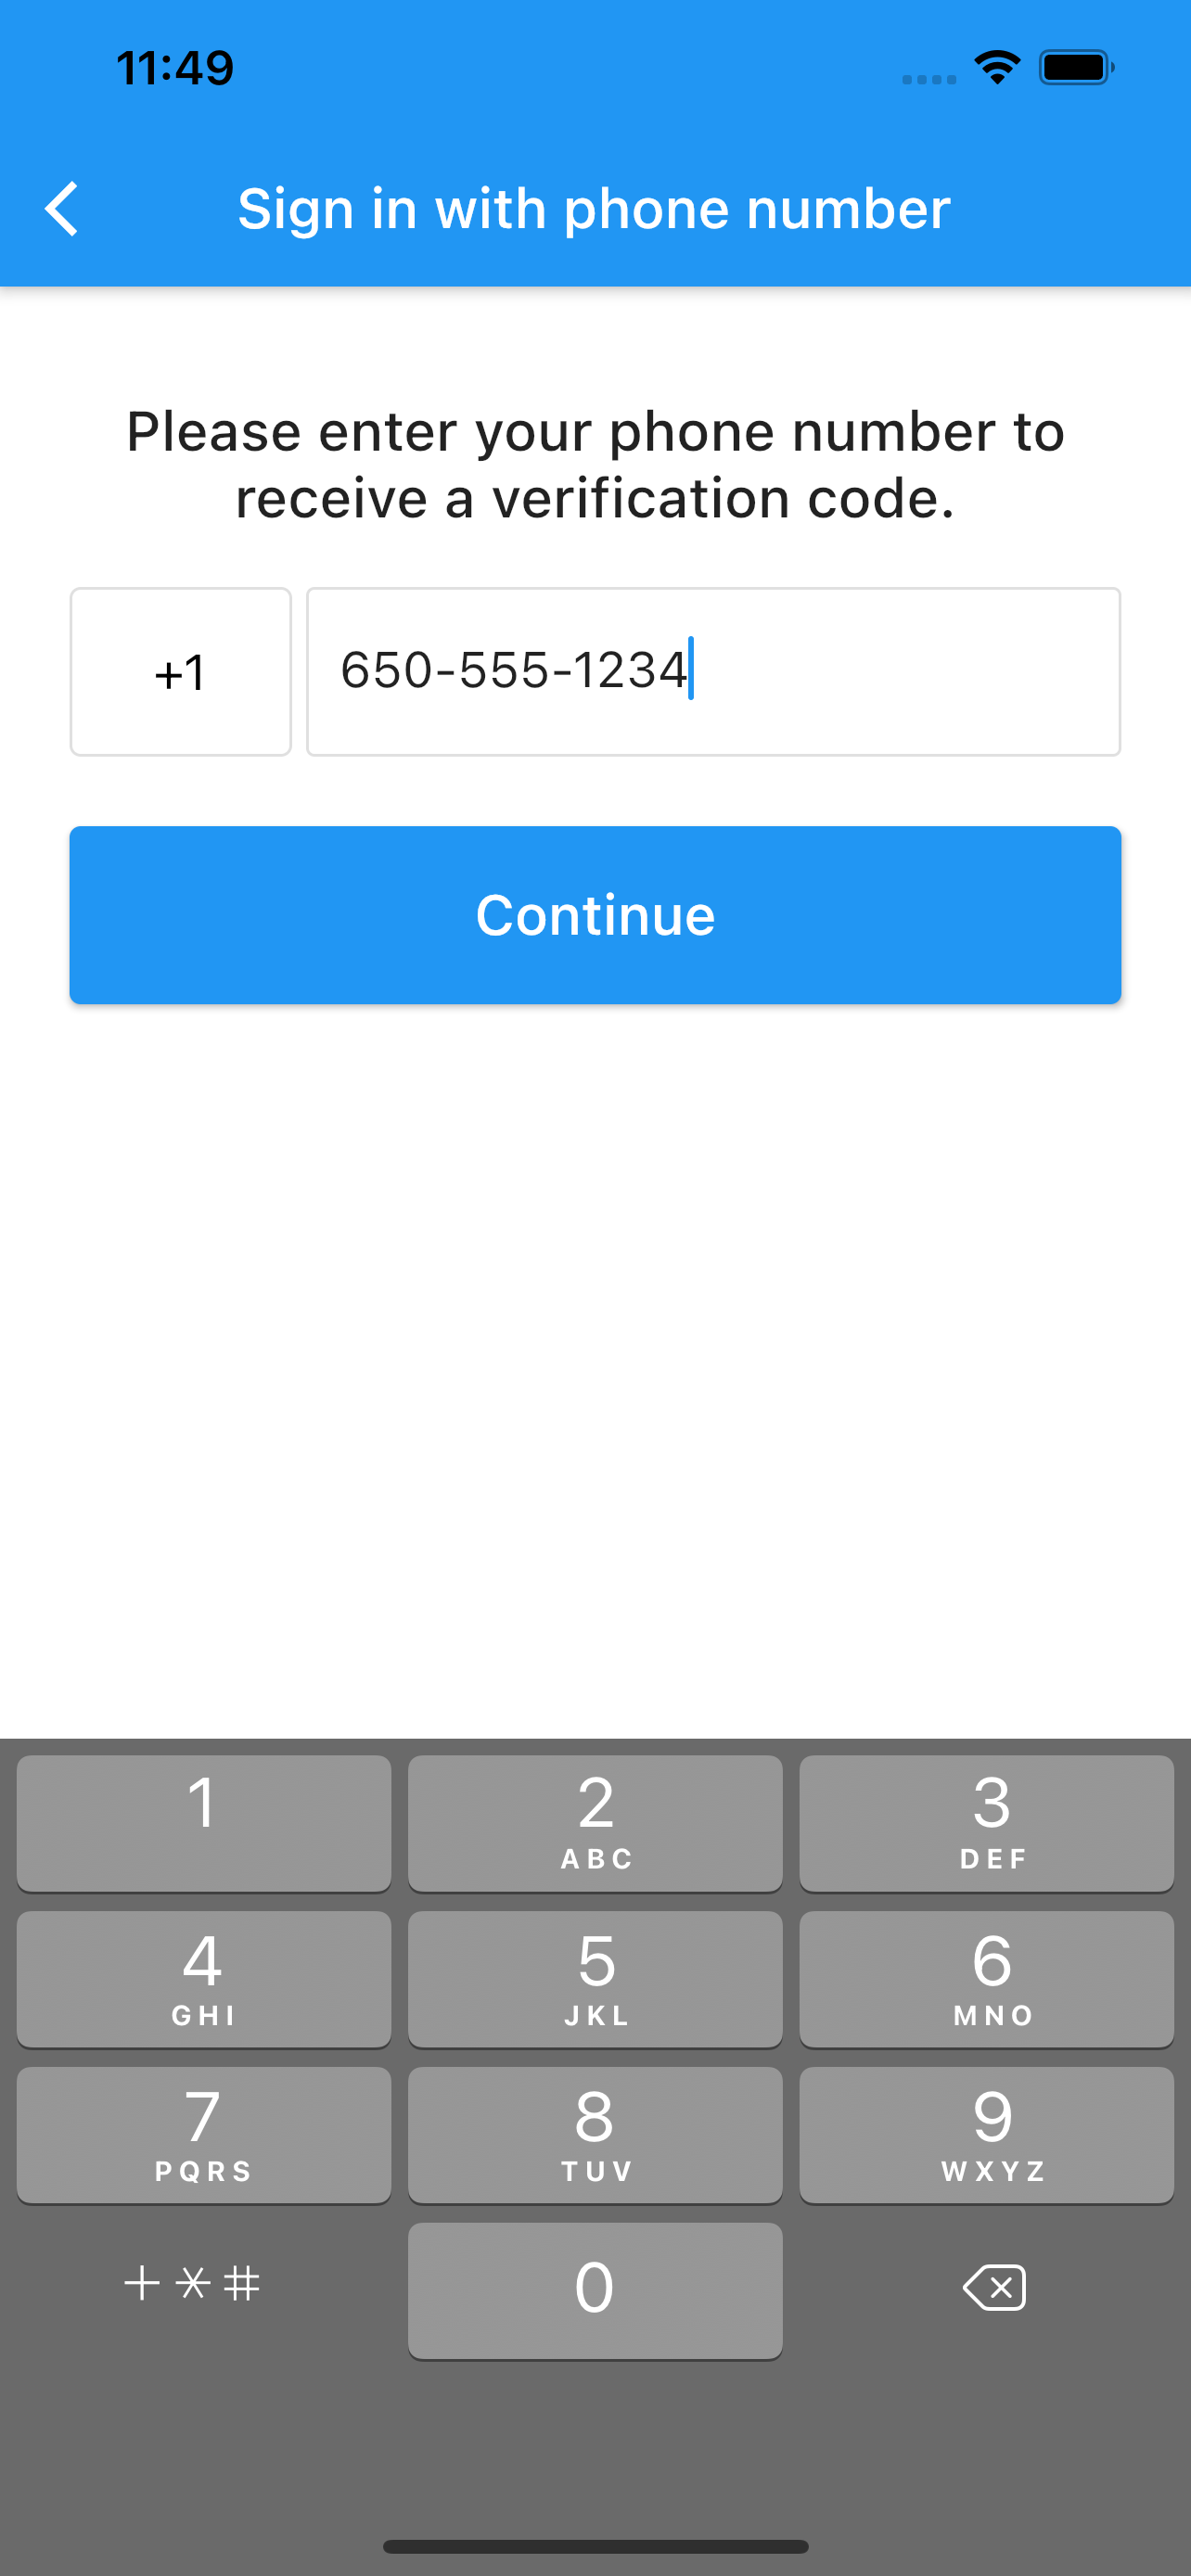 11:49
Sign in with phone number
Please enter your phone number to
receive a verification code.
+1 650-555-1234
Continue
1 2 3
ABC DEF
4 5 6
GHI JKL MNO
7 8 9
PQRS TUV WXYZ
+*# 0